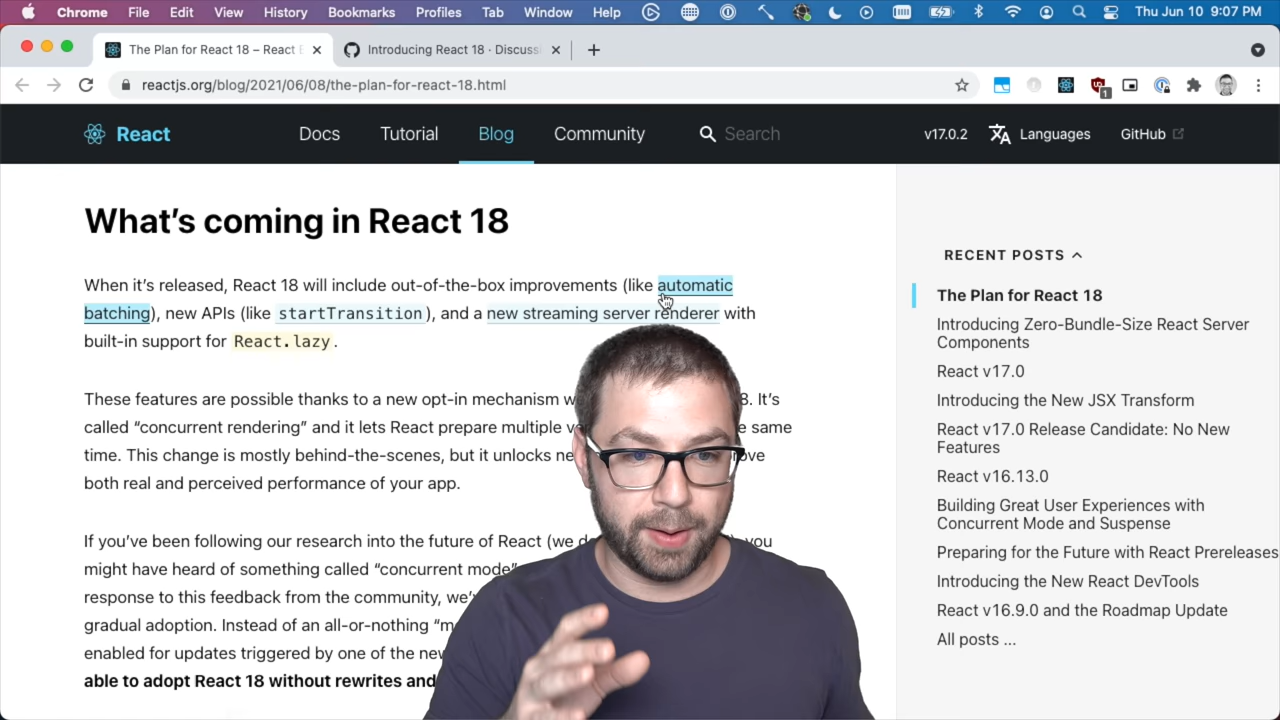 Chrome File Edit View History Bookmarks Profiles Tab Window Help Thu Jun 10 9:07 PM
The Plan for React 18 – React Introducing React 18 · Discuss
reactjs.org/blog/2021/06/08/the-plan-for-react-18.html
1
React Docs Tutorial Blog Community Search v17.0.2 Languages GitHub
What's coming in React 18
When it's released, React 18 will include out-of-the-box improvements (like automatic
batching), new APIs (like startTransition), and a new streaming server renderer with
built-in support for React.lazy.
These features are possible thanks to a new opt-in mechanism 8. It's
called “concurrent rendering” and it lets React prepare multiple same
time. This change is mostly behind-the-scenes, but it unlocks
both real and perceived performance of your app.
If you've been following our research into the future of React (we you
might have heard of something called “concurrent mode”
response to this feedback from the community,
gradual adoption. Instead of an all-or-nothing
enabled for updates triggered by one of the
able to adopt React 18 without rewrites and
RECENT POSTS
The Plan for React 18
Introducing Zero-Bundle-Size React Server
Components
React v17.0
Introducing the New JSX Transform
React v17.0 Release Candidate: No New
Features
React v16.13.0
Building Great User Experiences with
Concurrent Mode and Suspense
Preparing for the Future with React Prereleases
Introducing the New React DevTools
React v16.9.0 and the Roadmap Update
All posts ...